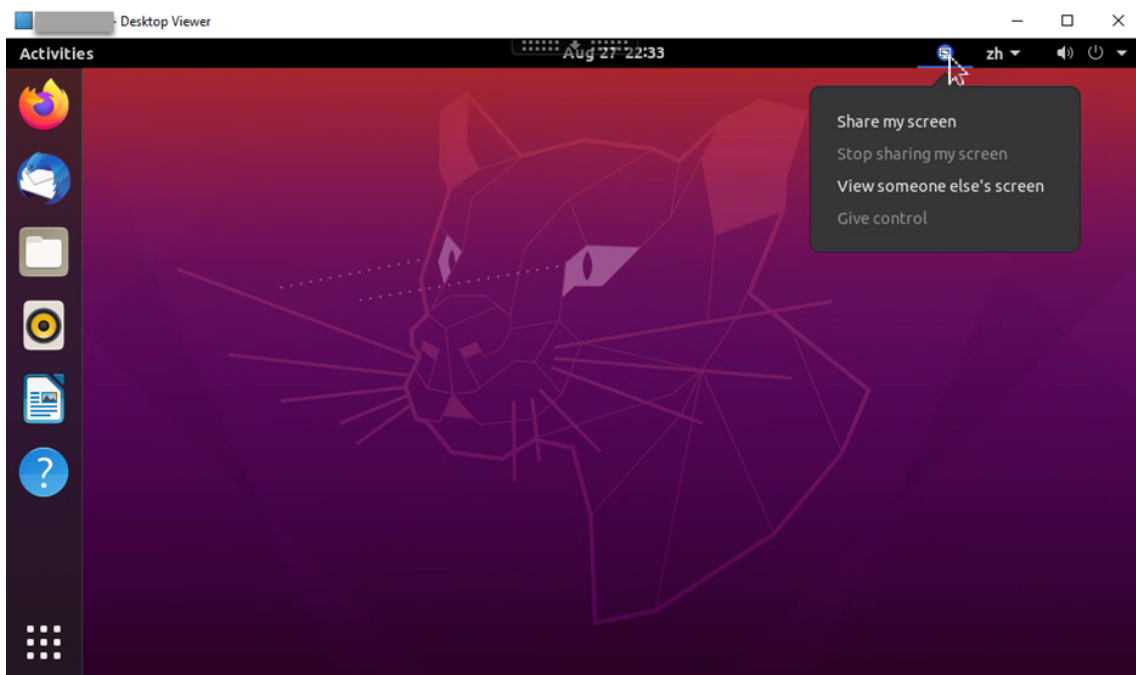 - Desktop Viewer
Activities
Aug 27 22:33
zh
Share my screen
Stop sharing my screen
View someone else's screen
Give control
?